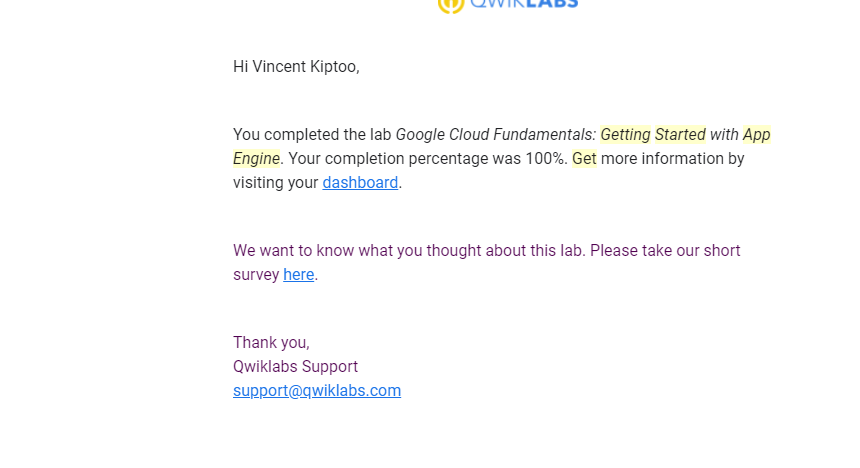 QWIKLABS
Hi Vincent Kiptoo,
You completed the lab Google Cloud Fundamentals: Getting Started with App
Engine. Your completion percentage was 100%. Get more information by
visiting your dashboard.
We want to know what you thought about this lab. Please take our short
survey here.
Thank you,
Qwiklabs Support
support@qwiklabs.com